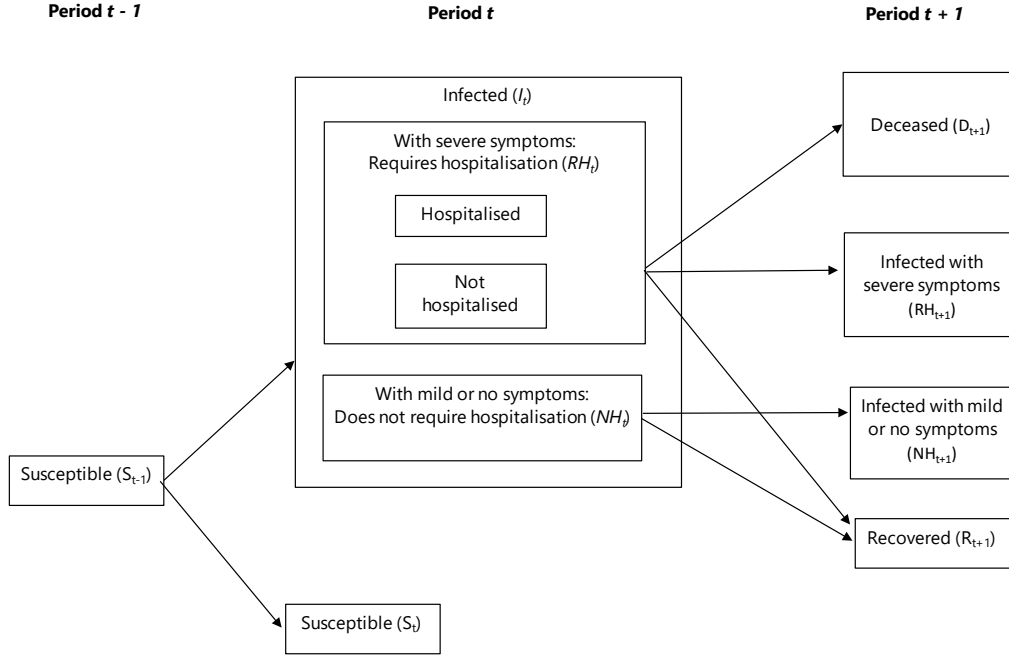 Period t - 1
Period t
Period t + 1
Infected (Iₜ)
With severe symptoms:
Requires hospitalisation (RHₜ)
Hospitalised
Not
hospitalised
With mild or no symptoms:
Does not require hospitalisation (NHₜ)
Susceptible (Sₜ₋₁)
Susceptible (Sₜ)
Deceased (Dₜ₊₁)
Infected with
severe symptoms
(RHₜ₊₁)
Infected with mild
or no symptoms
(NHₜ₊₁)
Recovered (Rₜ₊₁)